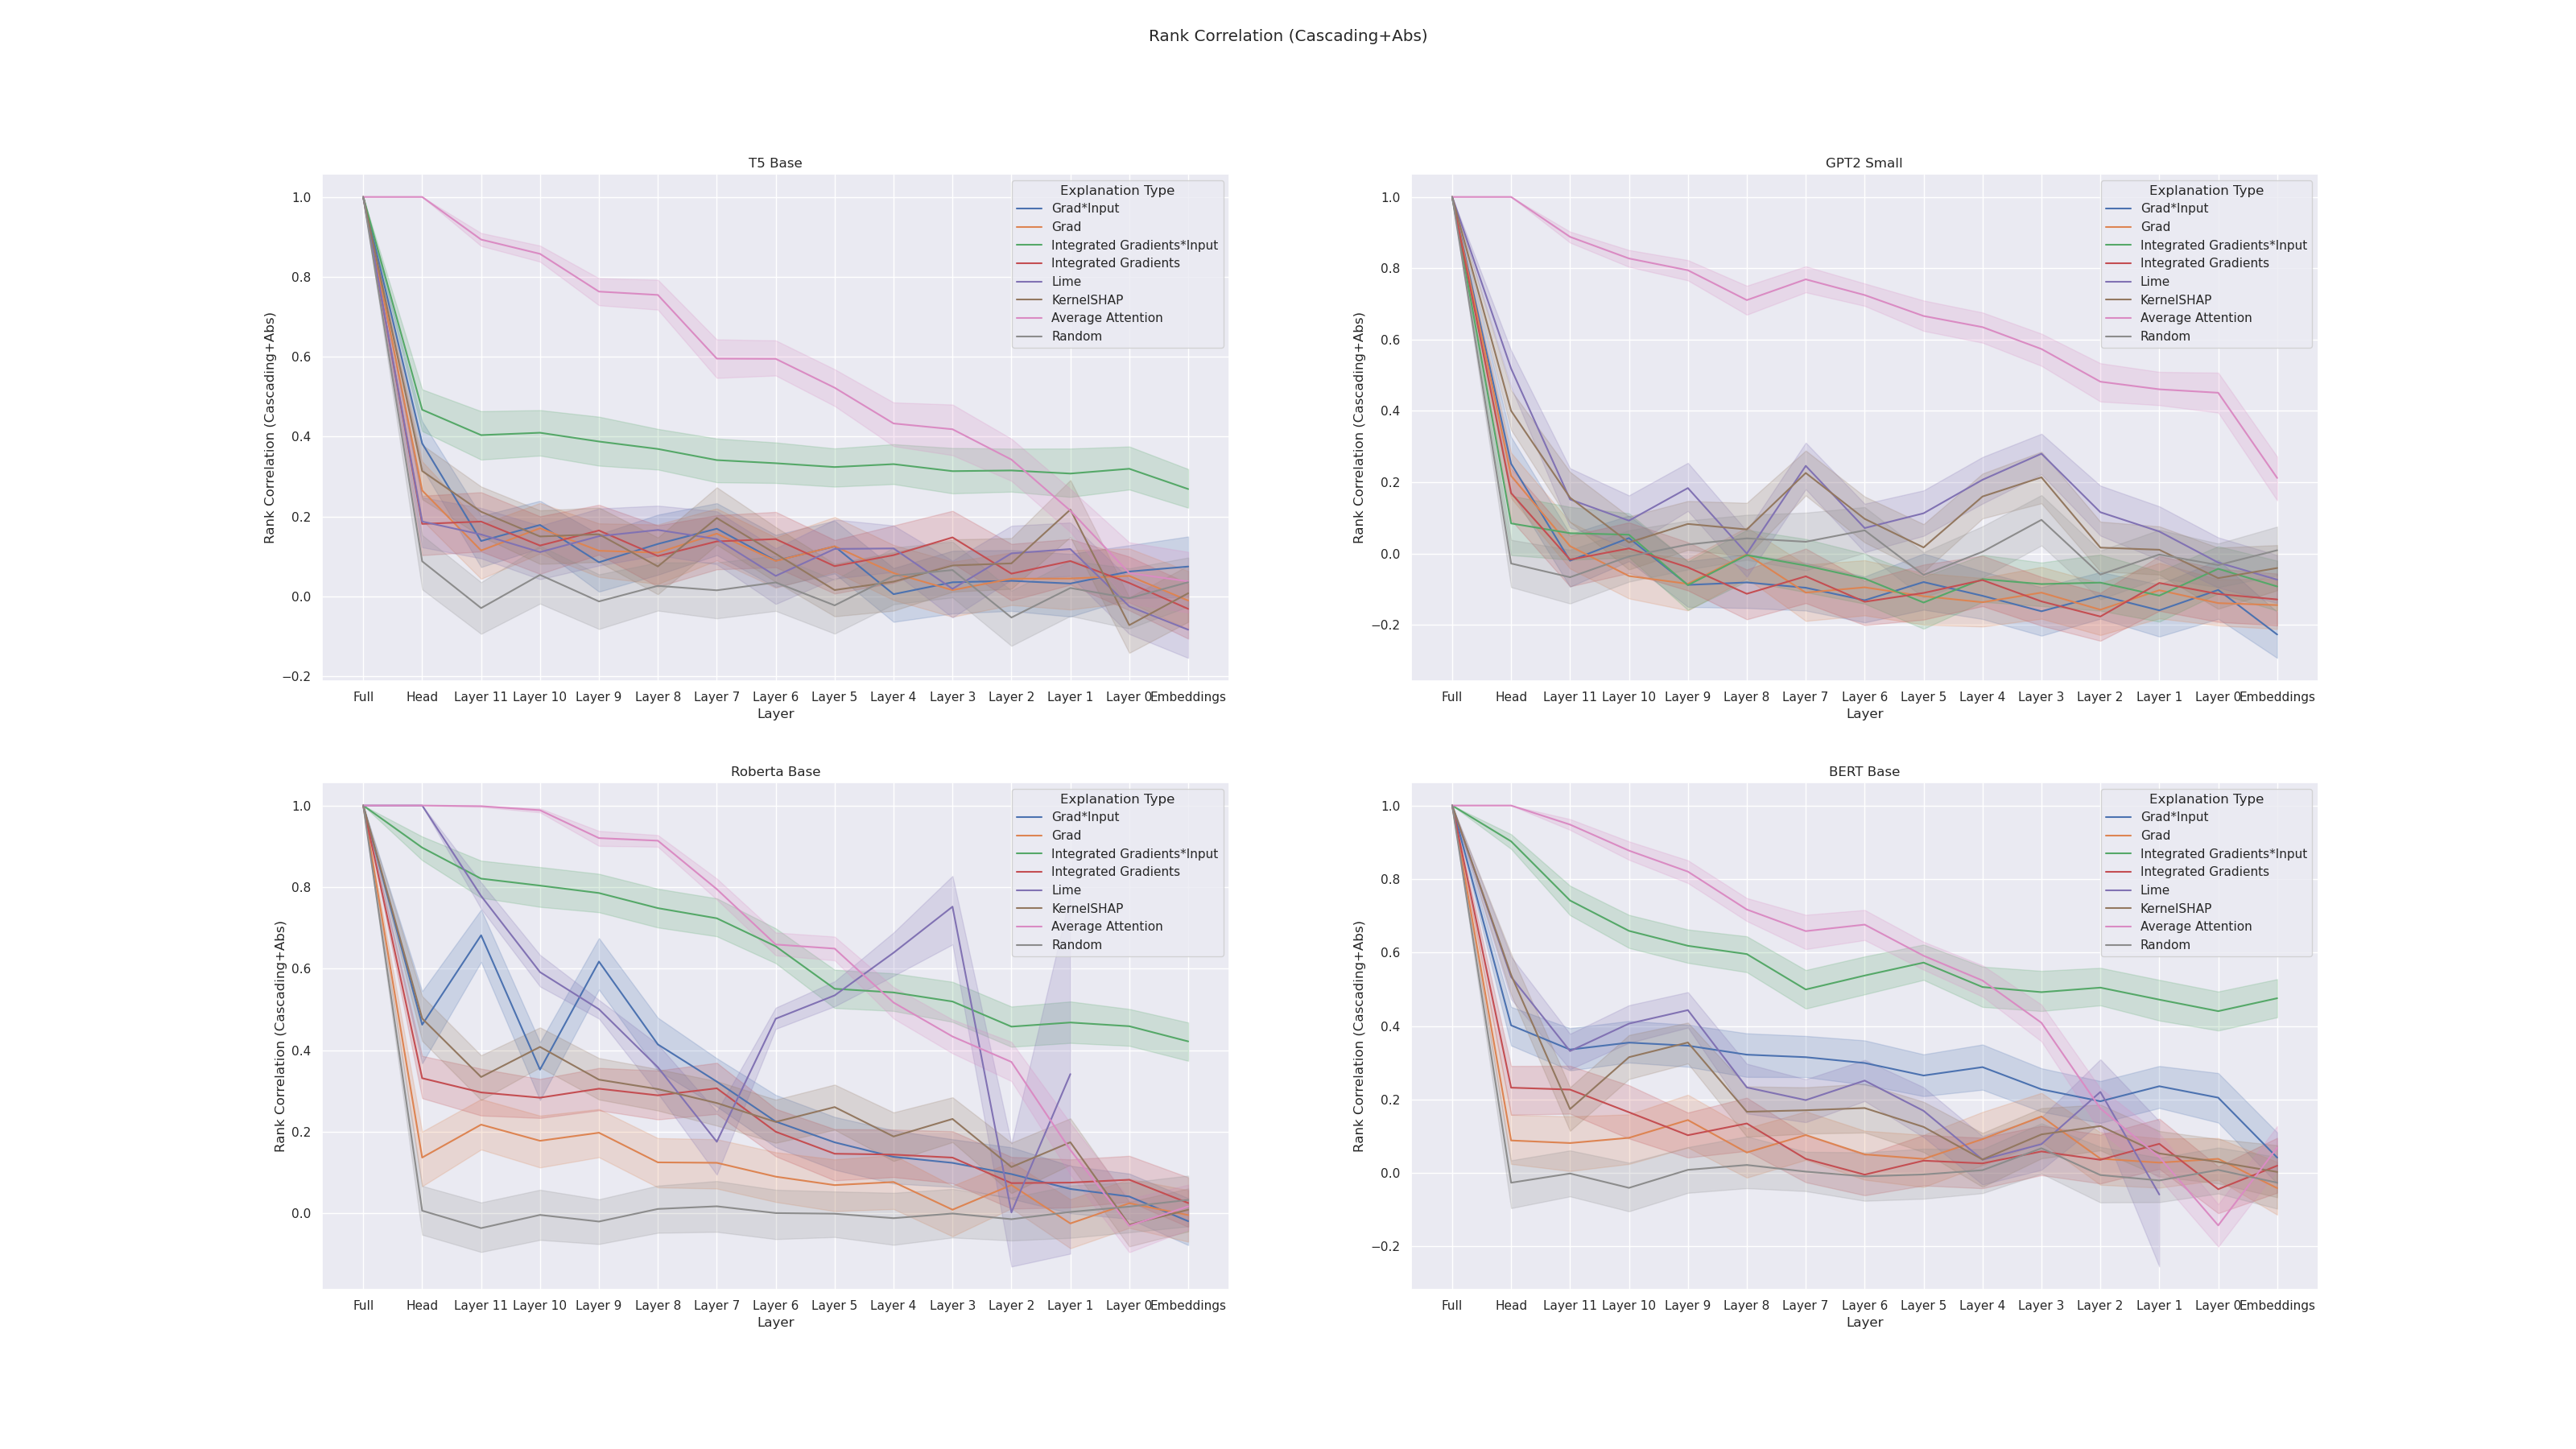 Rank Correlation (Cascading+Abs)
T5 Base
Rank Correlation (Cascading+Abs)
1.0
0.8
0.6
0.4
0.2
0.0
−0.2
Explanation Type
Grad*Input
Grad
Integrated Gradients*Input
Integrated Gradients
Lime
KernelSHAP
Average Attention
Random
Full Head Layer 11 Layer 10 Layer 9 Layer 8 Layer 7 Layer 6 Layer 5 Layer 4 Layer 3 Layer 2 Layer 1 Layer 0 Embeddings
Layer
GPT2 Small
Rank Correlation (Cascading+Abs)
1.0
0.8
0.6
0.4
0.2
0.0
−0.2
Explanation Type
Grad*Input
Grad
Integrated Gradients*Input
Integrated Gradients
Lime
KernelSHAP
Average Attention
Random
Full Head Layer 11 Layer 10 Layer 9 Layer 8 Layer 7 Layer 6 Layer 5 Layer 4 Layer 3 Layer 2 Layer 1 Layer 0 Embeddings
Layer
Roberta Base
Rank Correlation (Cascading+Abs)
1.0
0.8
0.6
0.4
0.2
0.0
Explanation Type
Grad*Input
Grad
Integrated Gradients*Input
Integrated Gradients
Lime
KernelSHAP
Average Attention
Random
Full Head Layer 11 Layer 10 Layer 9 Layer 8 Layer 7 Layer 6 Layer 5 Layer 4 Layer 3 Layer 2 Layer 1 Layer 0 Embeddings
Layer
BERT Base
Rank Correlation (Cascading+Abs)
1.0
0.8
0.6
0.4
0.2
0.0
−0.2
Explanation Type
Grad*Input
Grad
Integrated Gradients*Input
Integrated Gradients
Lime
KernelSHAP
Average Attention
Random
Full Head Layer 11 Layer 10 Layer 9 Layer 8 Layer 7 Layer 6 Layer 5 Layer 4 Layer 3 Layer 2 Layer 1 Layer 0 Embeddings
Layer